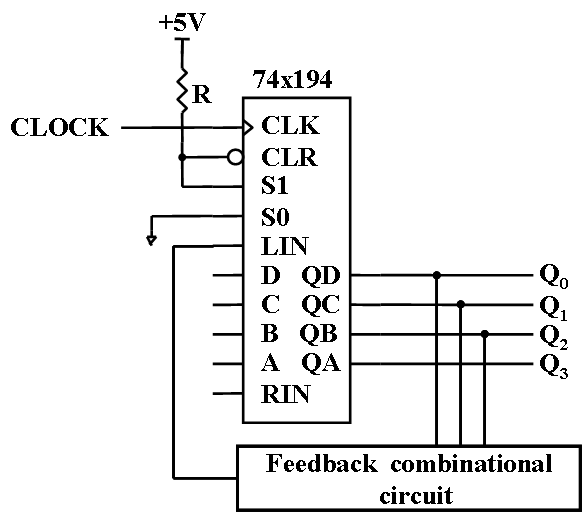 +5V
R
74x194
CLOCK
CLK
CLR
S1
S0
LIN
D QD Q0
C QC Q1
B QB Q2
A QA Q3
RIN
Feedback combinational
circuit